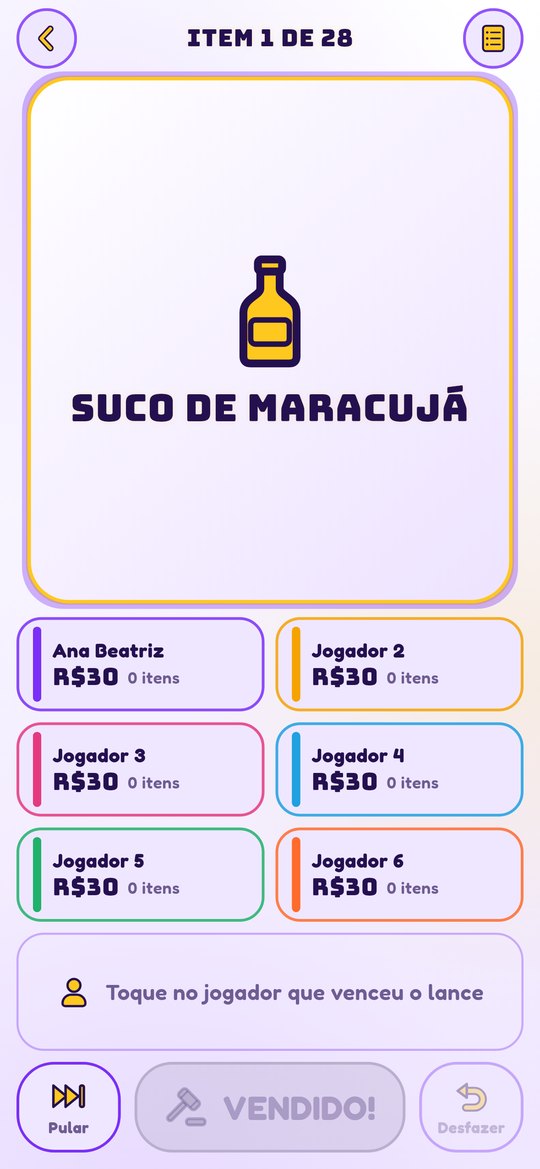 ITEM 1 DE 28
SUCO DE MARACUJÁ
Ana Beatriz
R$30 0 itens
Jogador 2
R$30 0 itens
Jogador 3
R$30 0 itens
Jogador 4
R$30 0 itens
Jogador 5
R$30 0 itens
Jogador 6
R$30 0 itens
Toque no jogador que venceu o lance
Pular
VENDIDO!
Desfazer